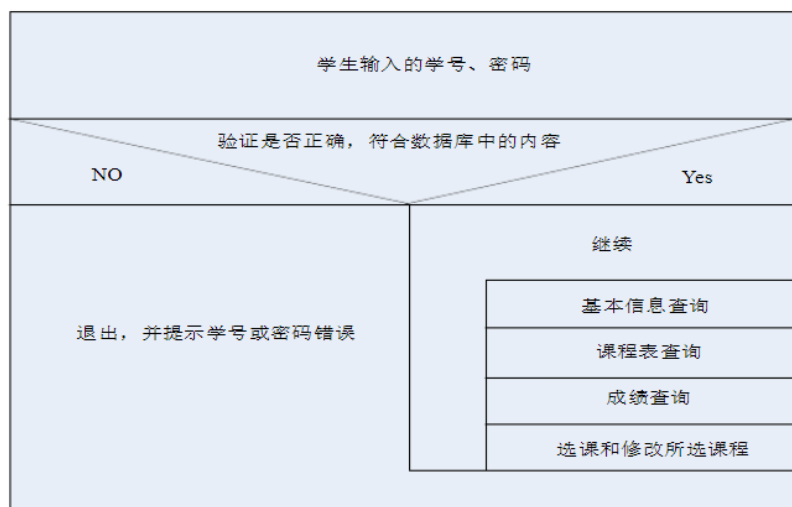 学生输入的学号、密码
验证是否正确，符合数据库中的内容
NO
Yes
继续
退出，并提示学号或密码错误
基本信息查询
课程表查询
成绩查询
选课和修改所选课程